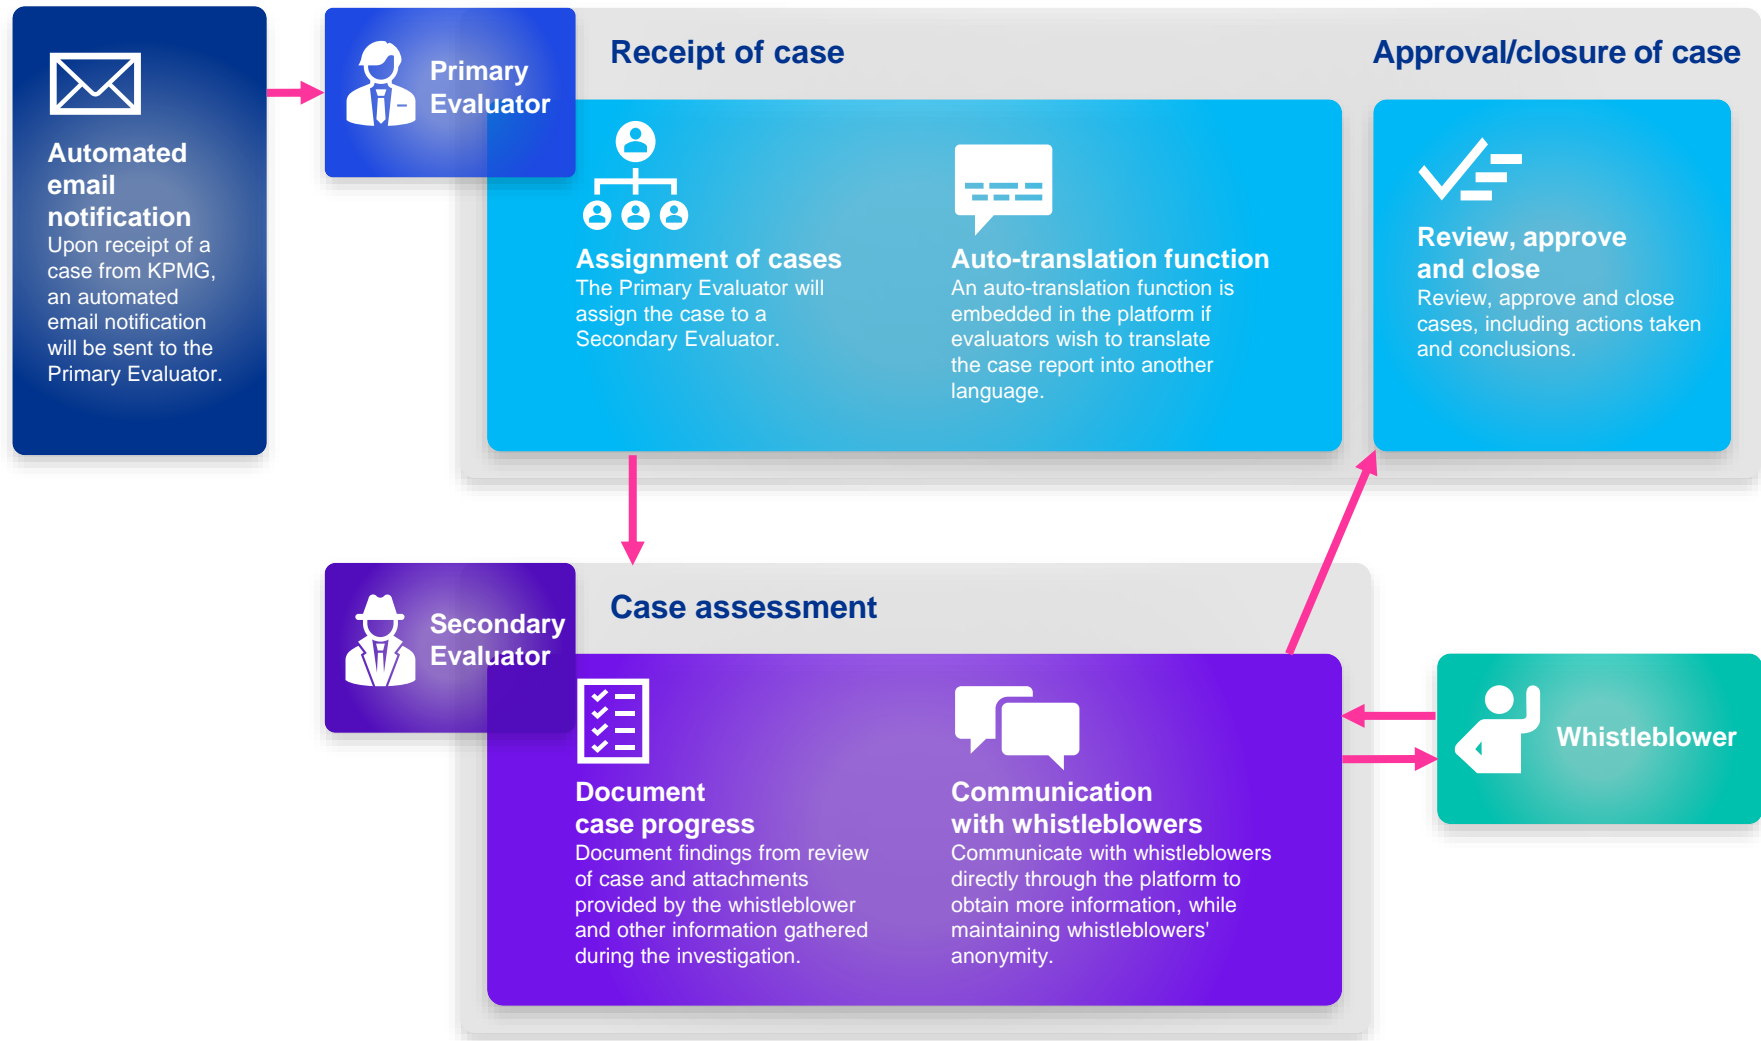 Automated
email
notification
Upon receipt of a
case from KPMG,
an automated
email notification
will be sent to the
Primary Evaluator.
Primary
Evaluator
Receipt of case
Assignment of cases
The Primary Evaluator will
assign the case to a
Secondary Evaluator.
Auto-translation function
An auto-translation function is
embedded in the platform if
evaluators wish to translate
the case report into another
language.
Approval/closure of case
Review, approve
and close
Review, approve and close
cases, including actions taken
and conclusions.
Secondary
Evaluator
Case assessment
Document
case progress
Document findings from review
of case and attachments
provided by the whistleblower
and other information gathered
during the investigation.
Communication
with whistleblowers
Communicate with whistleblowers
directly through the platform to
obtain more information, while
maintaining whistleblowers'
anonymity.
Whistleblower